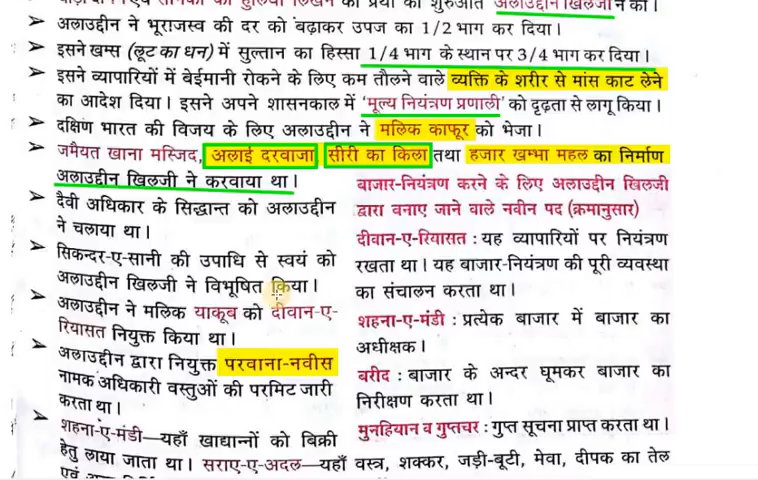 की प्रथा की शुरुआत अलाउद्दीन खिलजी ने की।
➢ अलाउद्दीन ने भूराजस्व की दर को बढ़ाकर उपज का 1/2 भाग कर दिया।
➢ इसने खम्स (लूट का धन) में सुल्तान का हिस्सा 1/4 भाग के स्थान पर 3/4 भाग कर दिया।
➢ इसने व्यापारियों में बेईमानी रोकने के लिए कम तौलने वाले व्यक्ति के शरीर से मांस काट लेने
का आदेश दिया। इसने अपने शासनकाल में 'मूल्य नियंत्रण प्रणाली' को दृढ़ता से लागू किया।
➢ दक्षिण भारत की विजय के लिए अलाउद्दीन ने मलिक काफूर को भेजा।
➢ जमैयत खाना मस्जिद, अलाई दरवाजा, सीरी का किला तथा हजार खम्भा महल का निर्माण
अलाउद्दीन खिलजी ने करवाया था।
➢ दैवी अधिकार के सिद्धान्त को अलाउद्दीन
ने चलाया था।
➢ सिकन्दर-ए-सानी की उपाधि से स्वयं को
अलाउद्दीन खिलजी ने विभूषित किया।
➢ अलाउद्दीन ने मलिक याकूब को दीवान-ए-
रियासत नियुक्त किया था।
➢ अलाउद्दीन द्वारा नियुक्त परवाना-नवीस
नामक अधिकारी वस्तुओं की परमिट जारी
करता था।
➢ शहना-ए-मंडी—यहाँ खाद्यान्नों को बिक्री
हेतु लाया जाता था। सराए-ए-अदल—यहाँ वस्त्र, शक्कर, जड़ी-बूटी, मेवा, दीपक का तेल
बाजार-नियंत्रण करने के लिए अलाउद्दीन खिलजी
द्वारा बनाए जाने वाले नवीन पद (क्रमानुसार)
दीवान-ए-रियासत : यह व्यापारियों पर नियंत्रण
रखता था। यह बाजार-नियंत्रण की पूरी व्यवस्था
का संचालन करता था।
शहना-ए-मंडी : प्रत्येक बाजार में बाजार का
अधीक्षक।
बरीद : बाजार के अन्दर घूमकर बाजार का
निरीक्षण करता था।
मुनहियान व गुप्तचर : गुप्त सूचना प्राप्त करता था।